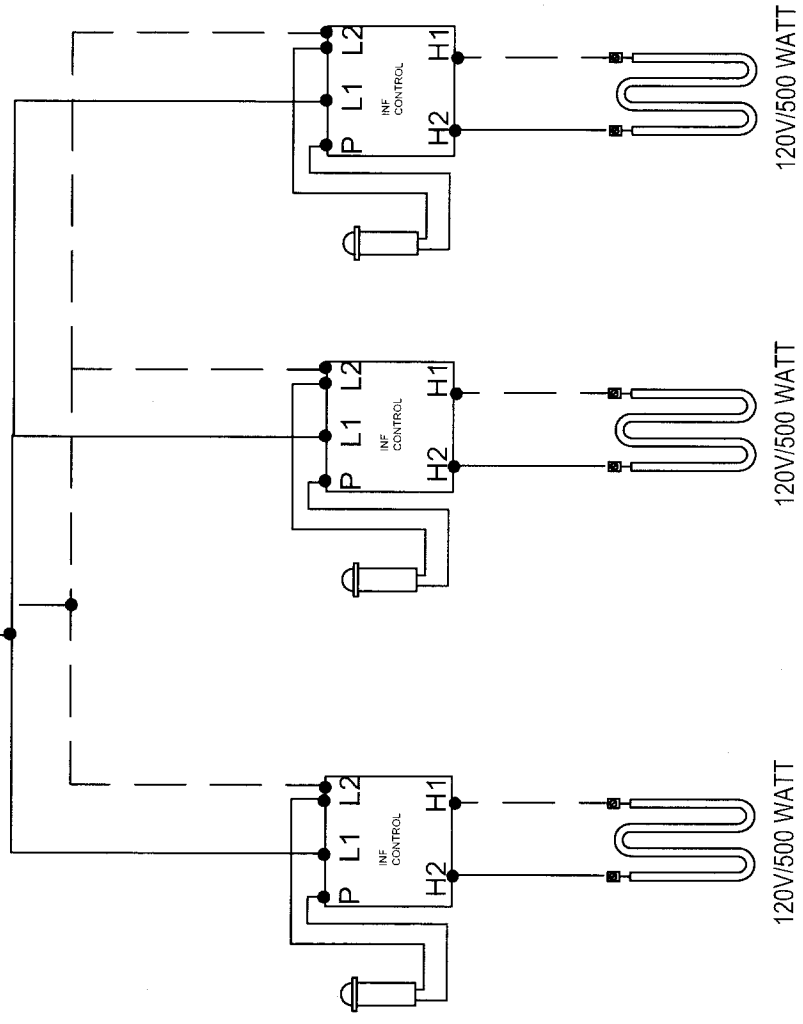 P L1 L2
INF
CONTROL
H2 H1
120V/500 WATT
P L1 L2
INF
CONTROL
H2 H1
120V/500 WATT
P L1 L2
INF
CONTROL
H2 H1
120V/500 WATT